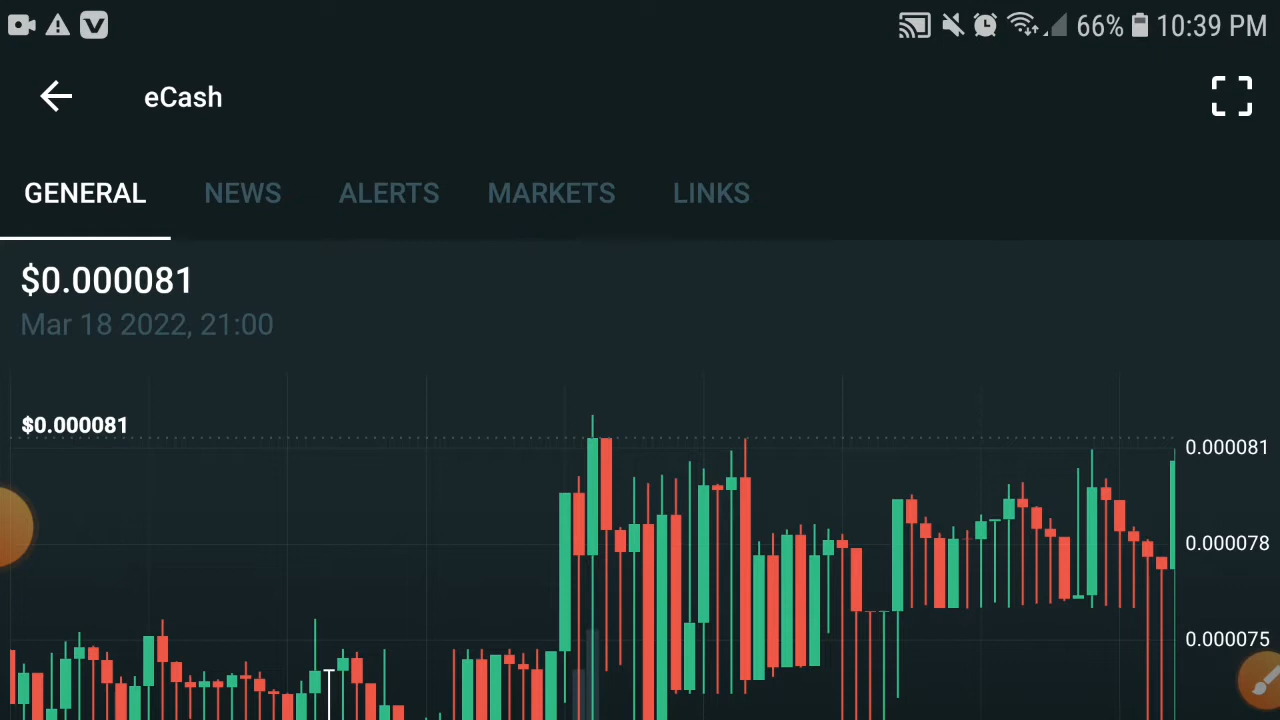 66% 10:39 PM
eCash
GENERAL NEWS ALERTS MARKETS LINKS
$0.000081
Mar 18 2022, 21:00
$0.000081
0.000081
0.000078
0.000075